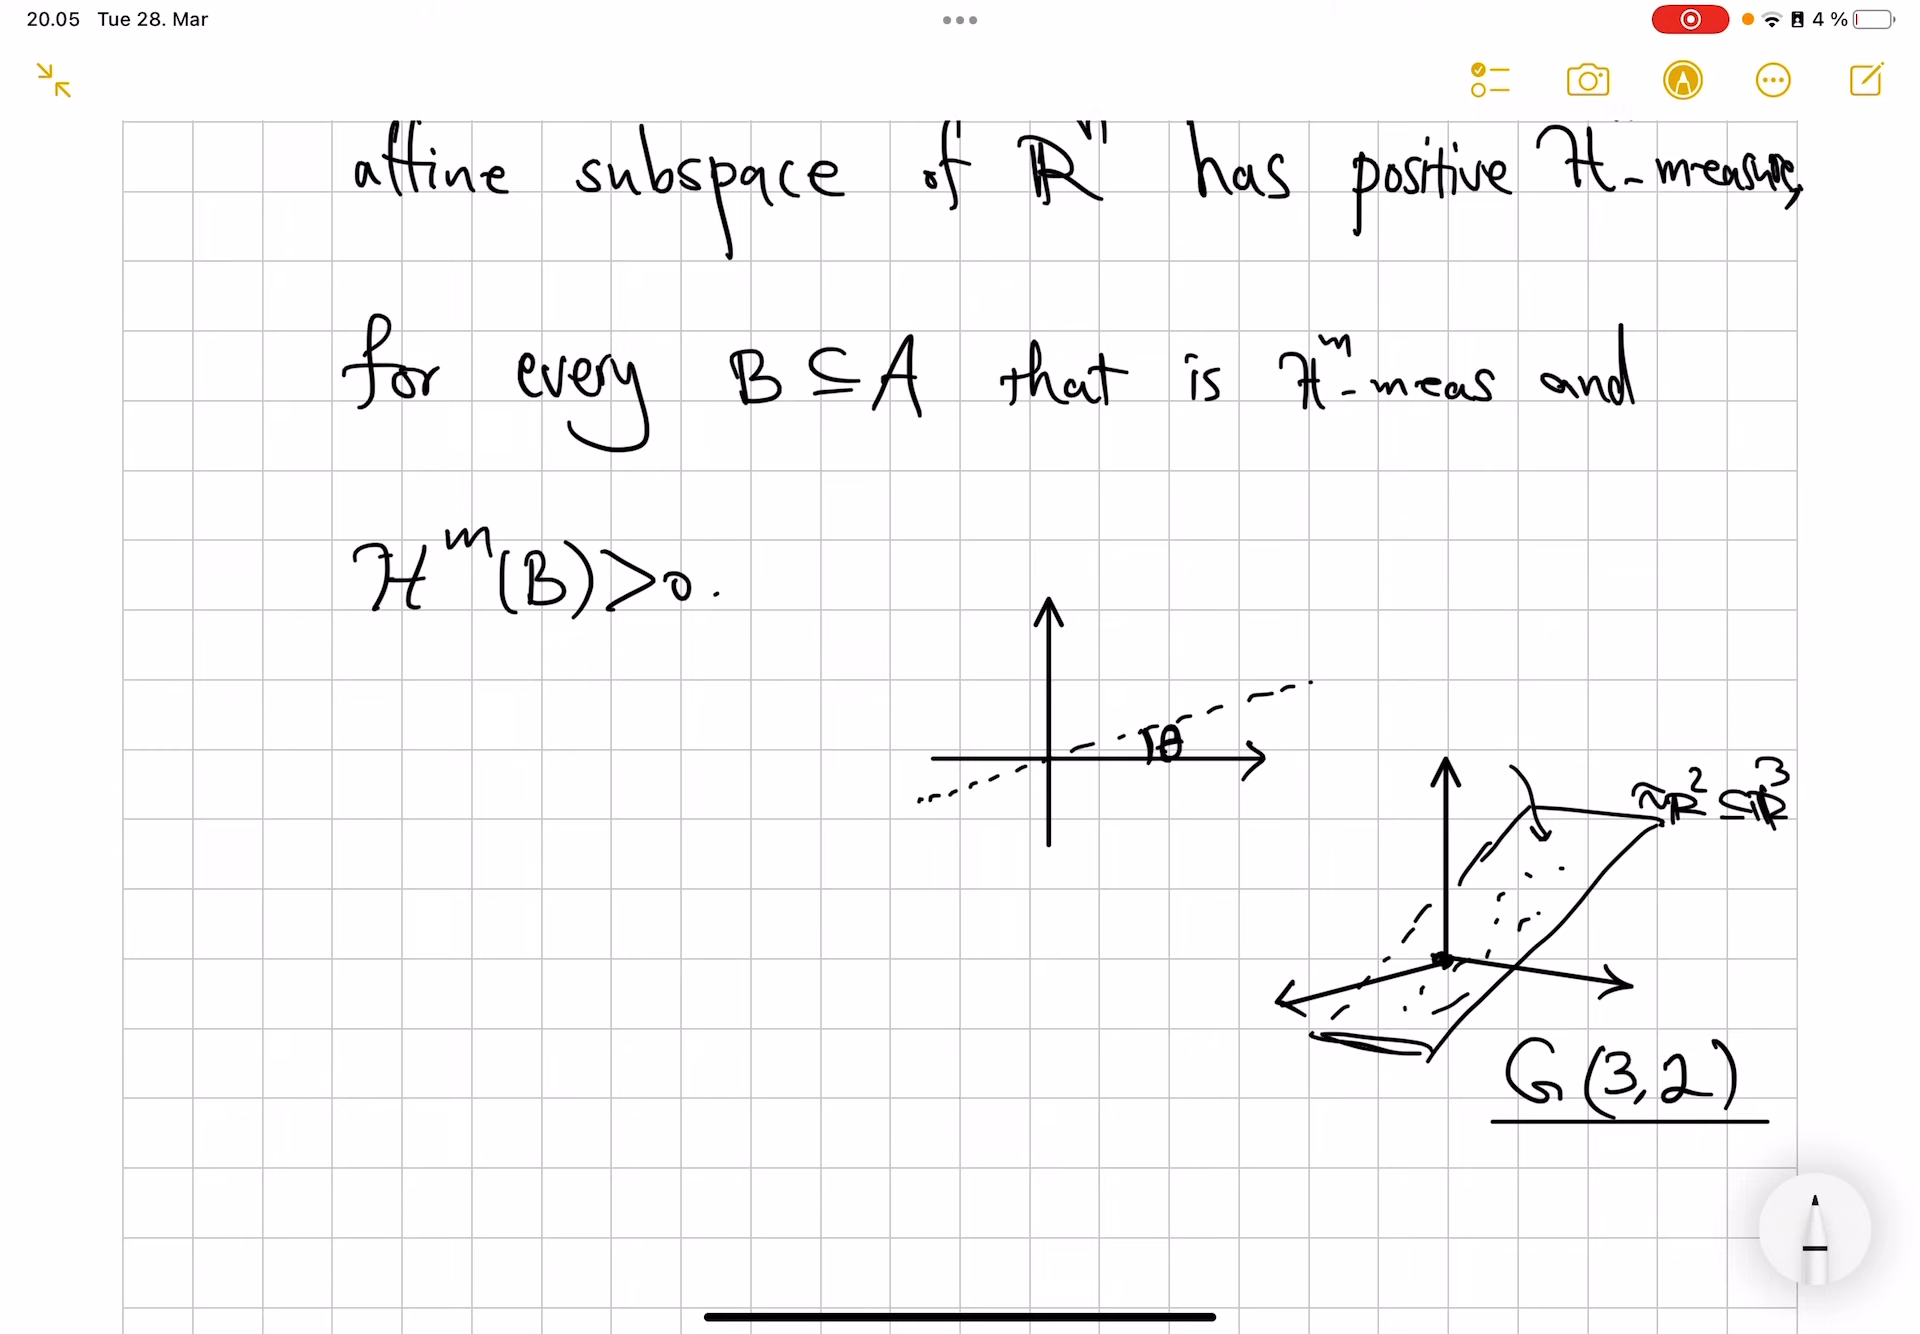 20.05 Tue 28. Mar
4 %
affine subspace of ℝⁿ has positive ℋ-measure,
for every B ⊆ A that is ℋᵐ-meas and
ℋᵐ(B)>0.
θ
≈ℝ² ⊆ℝ³
G(3,2)